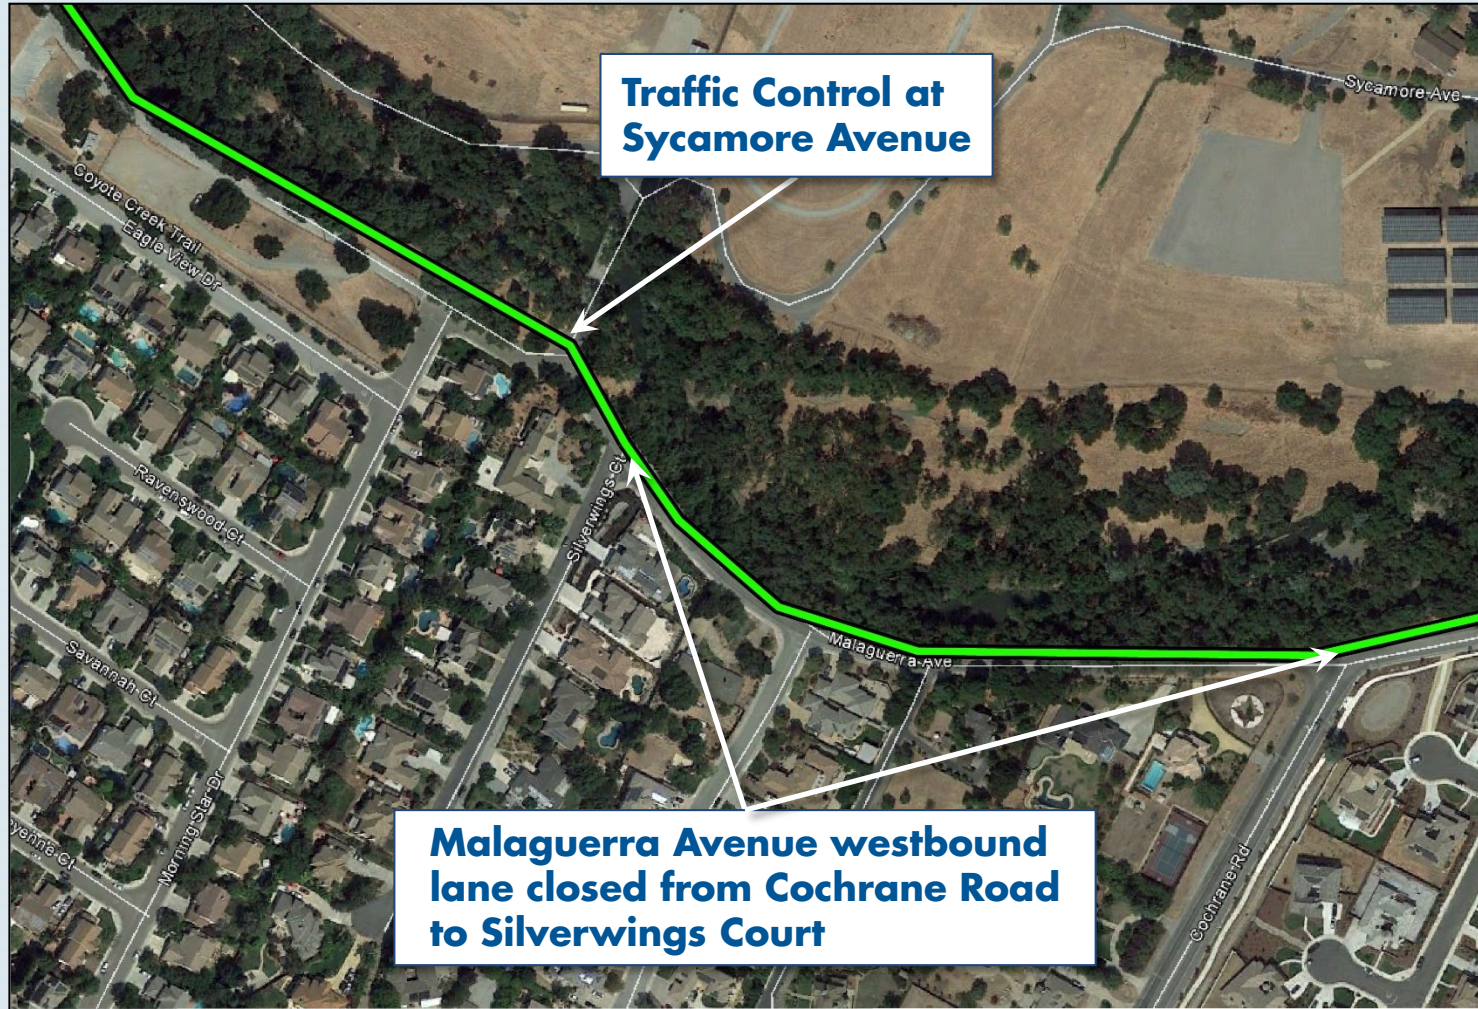 Traffic Control at
Sycamore Avenue
Sycamore Ave
Coyote Creek Trail
Eagle View Dr
Ravenswood Ct
Silverwings Ct
Malaguerra Ave
Savannah Ct
Morning Star Dr
Cochrane Rd
Malaguerra Avenue westbound
lane closed from Cochrane Road
to Silverwings Court